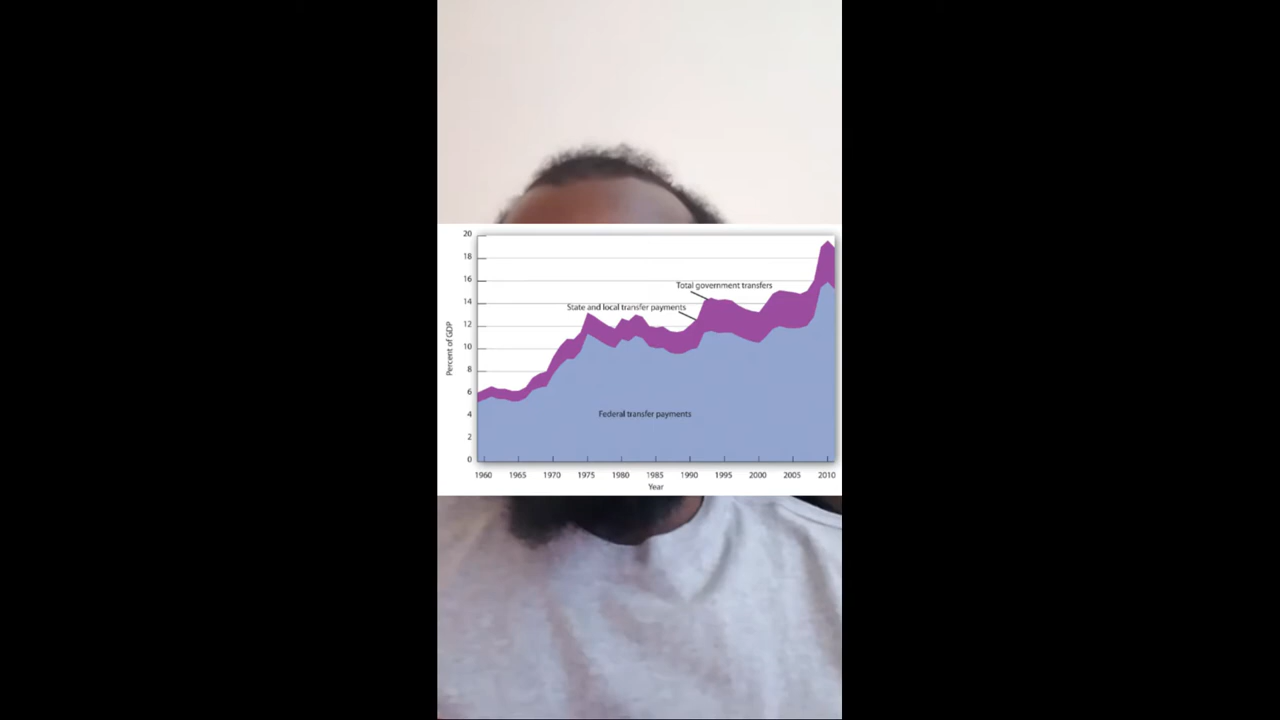 20
18
Total government transfers
16
State and local transfer payments
14
12
Percent of GDP
10
8
6
Federal transfer payments
4
2
0
1960 1965 1970 1975 1980 1985 1990 1995 2000 2005 2010
Year